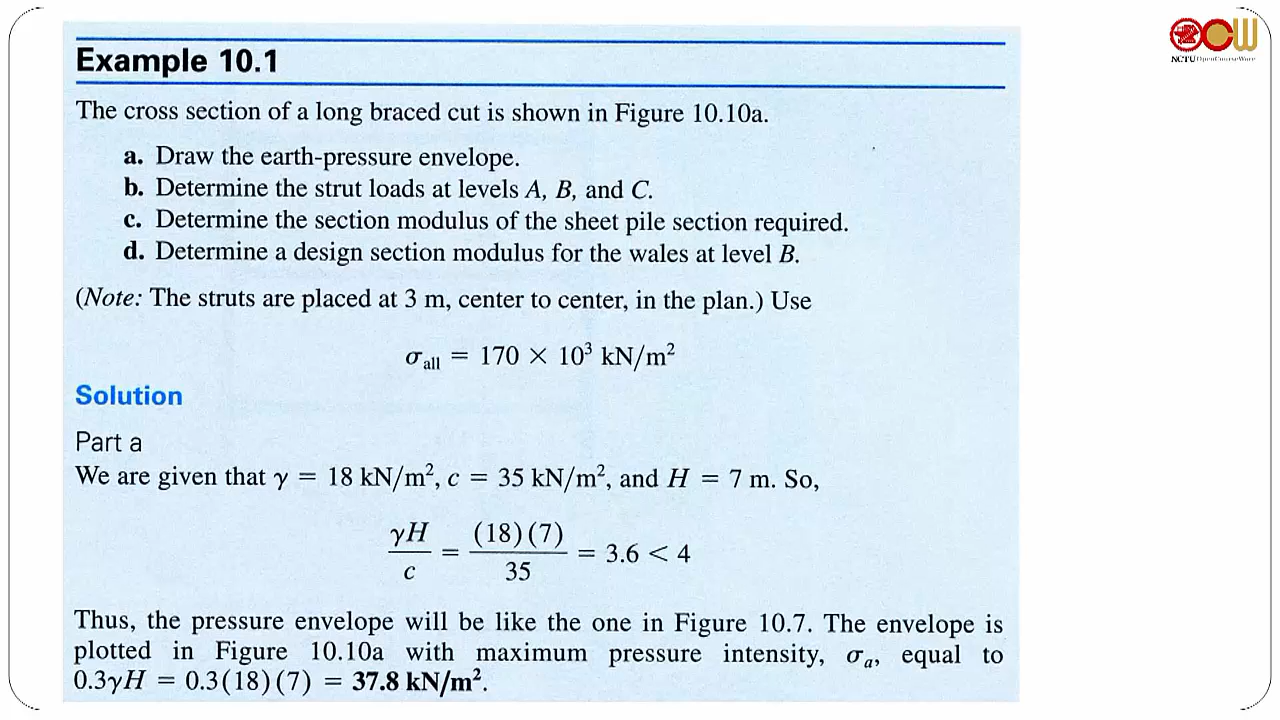 NCTU OpenCourseWare
Example 10.1
The cross section of a long braced cut is shown in Figure 10.10a.
a. Draw the earth-pressure envelope.
b. Determine the strut loads at levels A, B, and C.
c. Determine the section modulus of the sheet pile section required.
d. Determine a design section modulus for the wales at level B.
(Note: The struts are placed at 3 m, center to center, in the plan.) Use
σall = 170 × 10³ kN/m²
Solution
Part a
We are given that γ = 18 kN/m², c = 35 kN/m², and H = 7 m. So,
γH/c = (18)(7)/35 = 3.6 < 4
Thus, the pressure envelope will be like the one in Figure 10.7. The envelope is
plotted in Figure 10.10a with maximum pressure intensity, σa, equal to
0.3γH = 0.3(18)(7) = 37.8 kN/m².